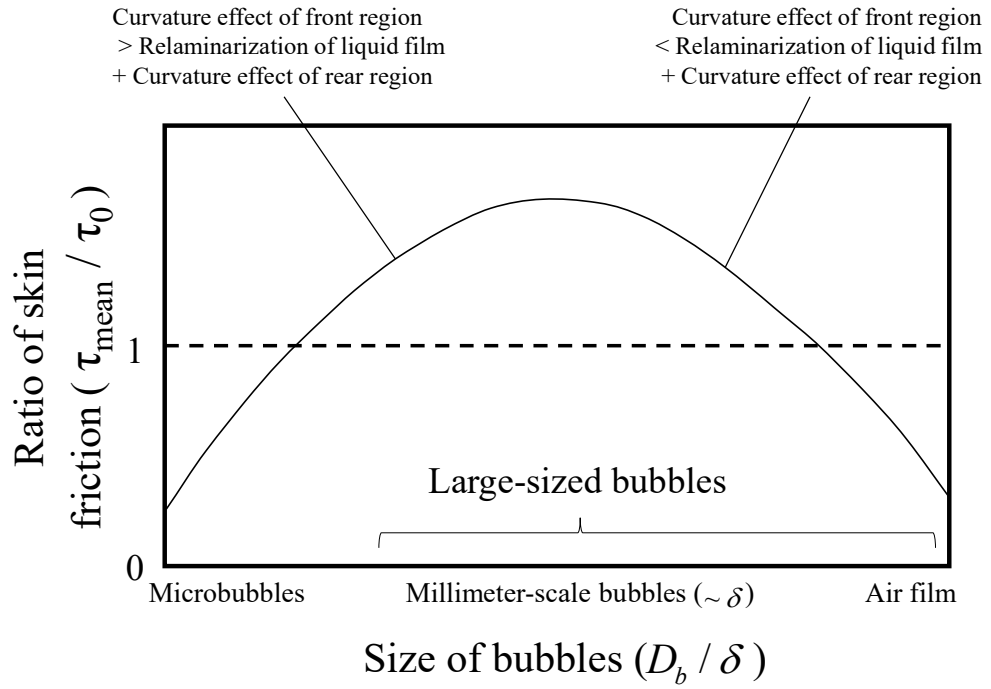 Curvature effect of front region
> Relaminarization of liquid film
+ Curvature effect of rear region
Curvature effect of front region
< Relaminarization of liquid film
+ Curvature effect of rear region
Ratio of skin
friction ( τmean / τ0)
1
0
Large-sized bubbles
Microbubbles
Millimeter-scale bubbles (~ δ)
Air film
Size of bubbles (Db / δ )